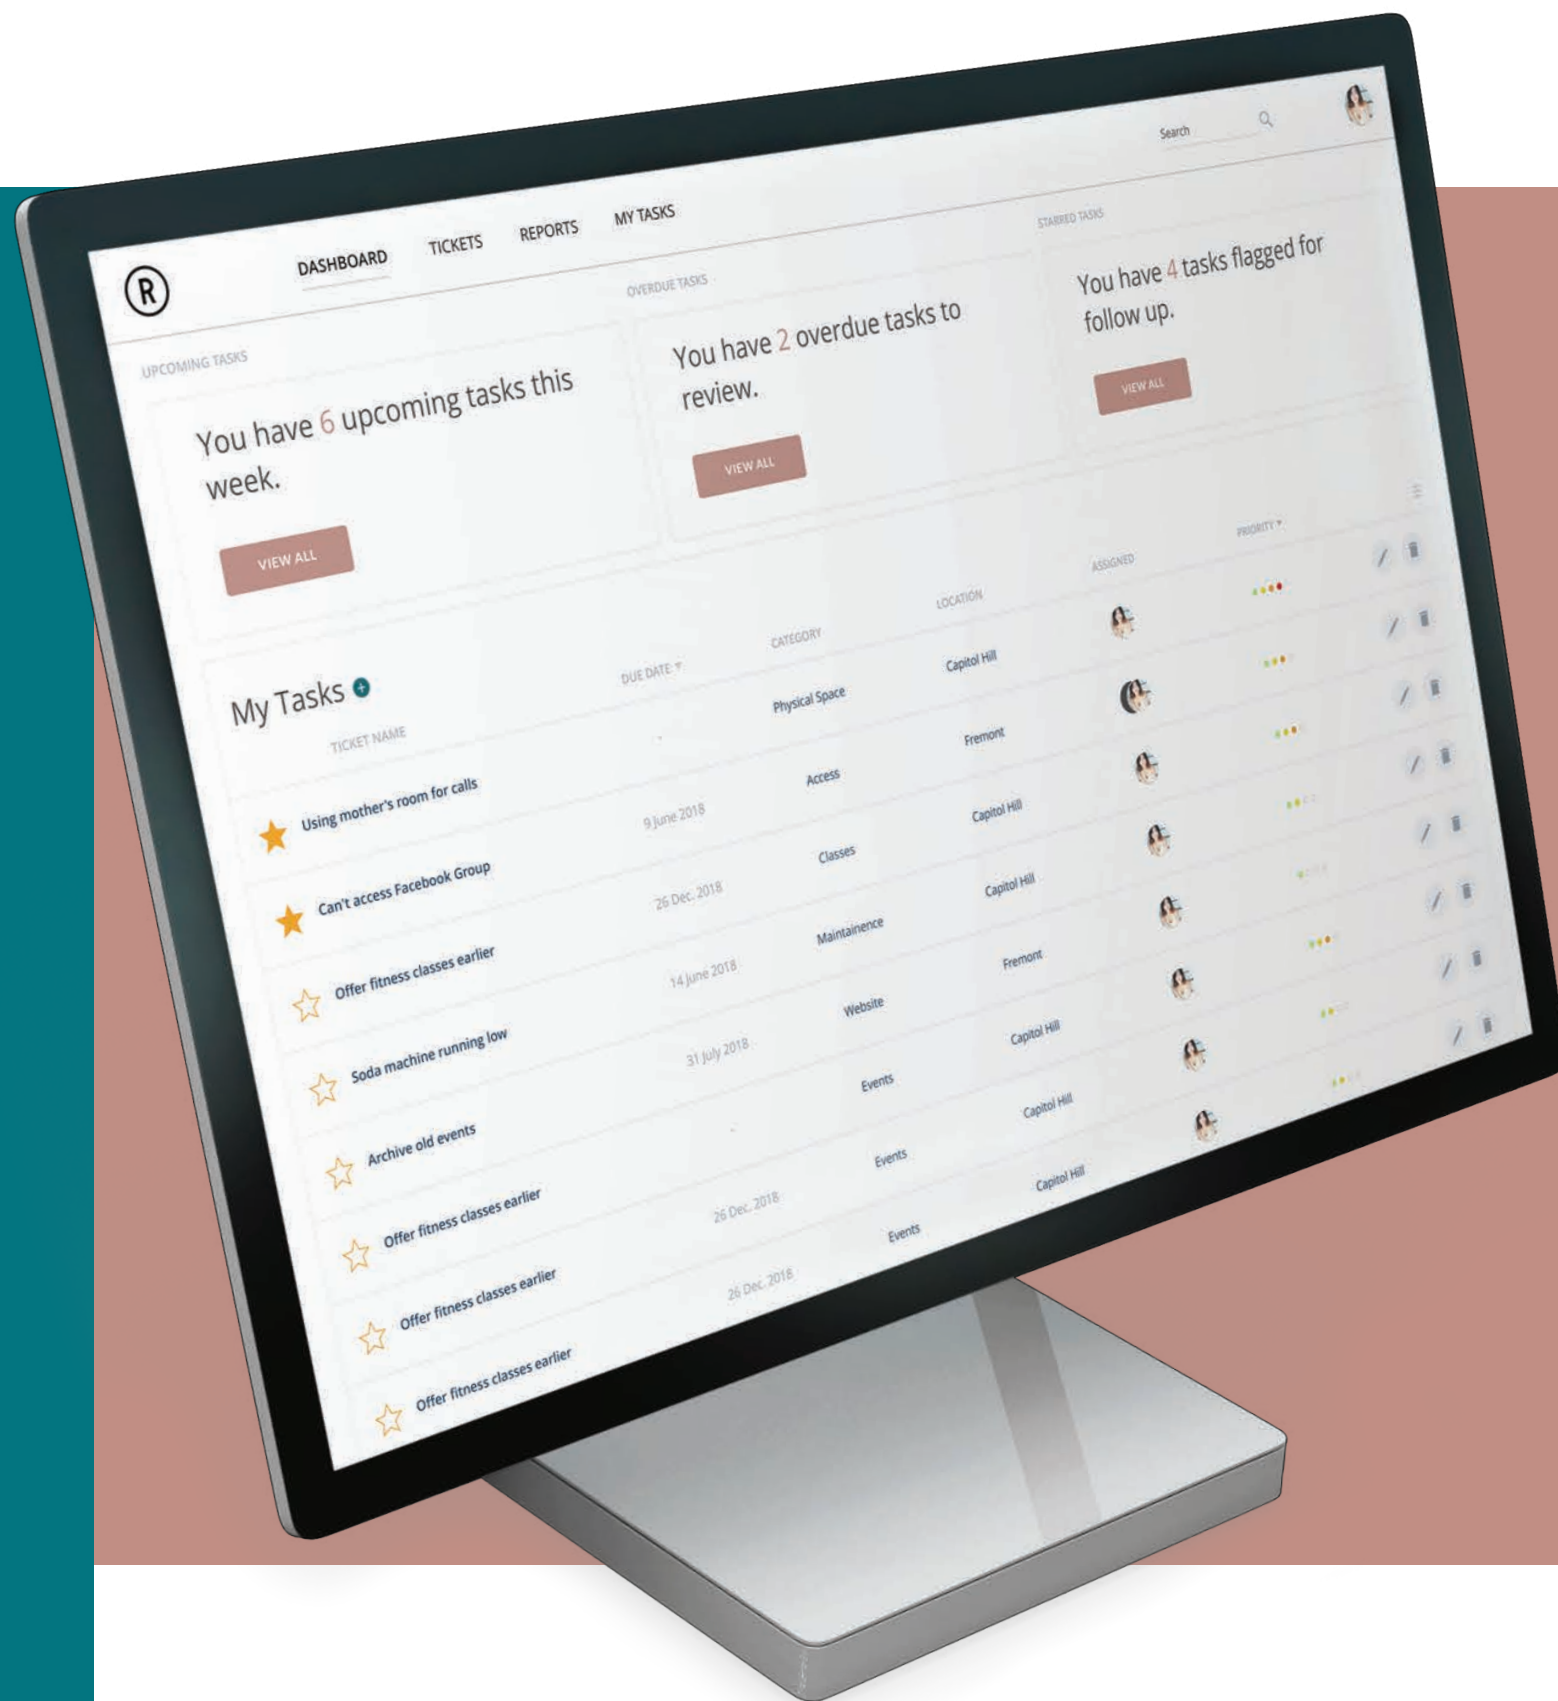 Search
R
DASHBOARD TICKETS REPORTS MY TASKS
UPCOMING TASKS
You have 6 upcoming tasks this
week.
VIEW ALL
OVERDUE TASKS
You have 2 overdue tasks to
review.
VIEW ALL
STARRED TASKS
You have 4 tasks flagged for
follow up.
VIEW ALL
My Tasks
TICKET NAME DUE DATE CATEGORY LOCATION ASSIGNED PRIORITY
Using mother's room for calls - Physical Space Capitol Hill
Can't access Facebook Group 9 June 2018 Access Fremont
Offer fitness classes earlier 26 Dec. 2018 Classes Capitol Hill
Soda machine running low 14 June 2018 Maintainence Capitol Hill
Archive old events 31 July 2018 Website Fremont
Offer fitness classes earlier - Events Capitol Hill
Offer fitness classes earlier 26 Dec. 2018 Events Capitol Hill
Offer fitness classes earlier 26 Dec. 2018 Events Capitol Hill